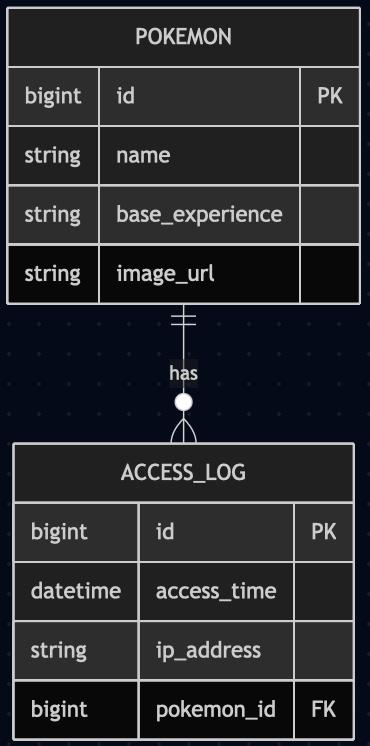 POKEMON
bigint id PK
string name
string base_experience
string image_url
has
ACCESS_LOG
bigint id PK
datetime access_time
string ip_address
bigint pokemon_id FK